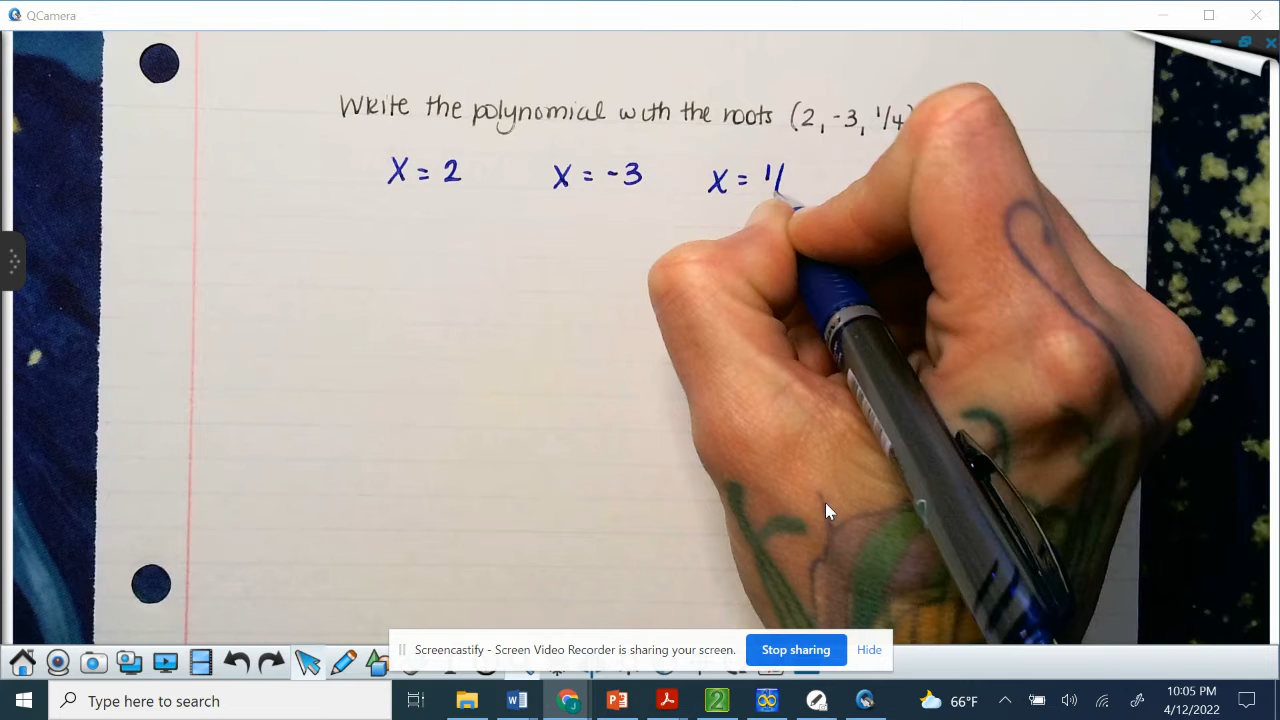 QCamera
Write the polynomial with the roots (2, -3, 1/4)
X = 2 X = -3 X = 1/
Screencastify - Screen Video Recorder is sharing your screen. Stop sharing Hide
Type here to search
66°F
10:05 PM
4/12/2022